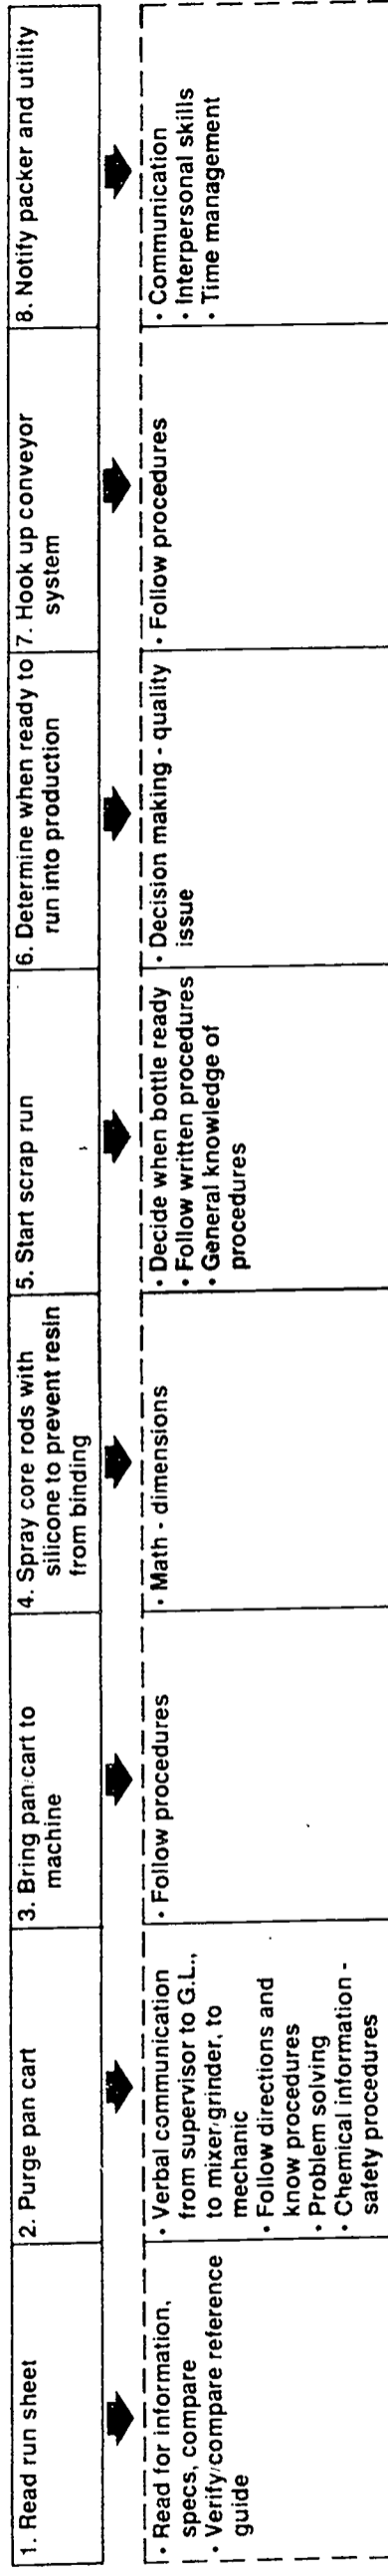 1. Read run sheet
2. Purge pan cart
3. Bring pan/cart to
machine
4. Spray core rods with
silicone to prevent resin
from binding
5. Start scrap run
6. Determine when ready to
run into production
7. Hook up conveyor
system
8. Notify packer and utility
• Read for information,
specs, compare
• Verify/compare reference
guide
• Verbal communication
from supervisor to G.L.,
to mixer/grinder, to
mechanic
• Follow directions and
know procedures
• Problem solving
• Chemical information -
safety procedures
• Follow procedures
• Math - dimensions
• Decide when bottle ready
• Follow written procedures
• General knowledge of
procedures
• Decision making - quality
issue
• Follow procedures
• Communication
• Interpersonal skills
• Time management